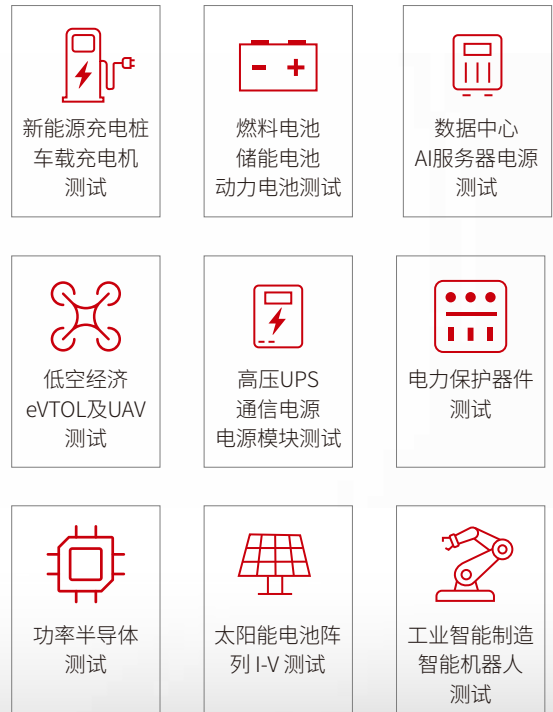 新能源充电桩
车载充电机
测试
燃料电池
储能电池
动力电池测试
数据中心
AI服务器电源
测试
低空经济
eVTOL及UAV
测试
高压UPS
通信电源
电源模块测试
电力保护器件
测试
功率半导体
测试
太阳能电池阵
列 I-V 测试
工业智能制造
智能机器人
测试